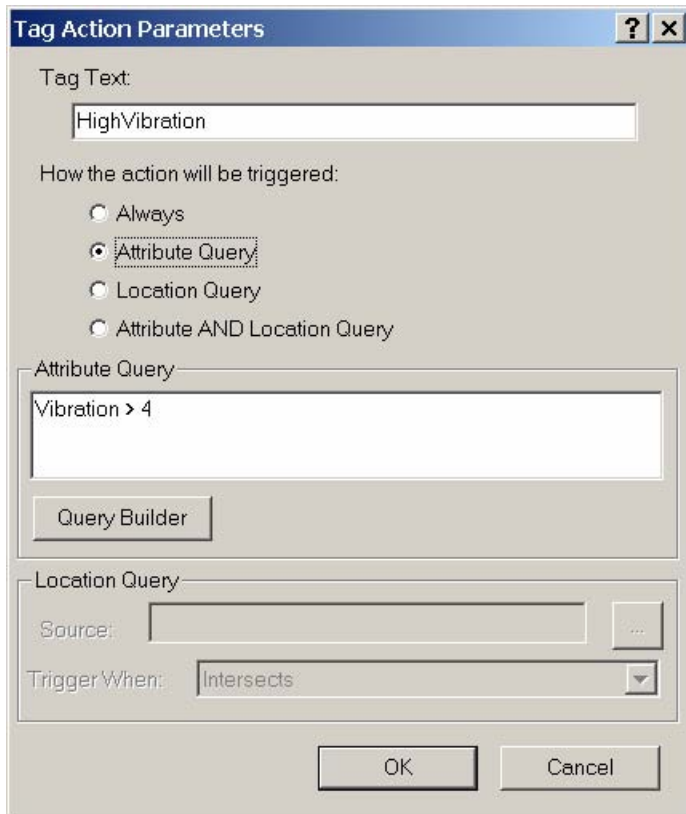 Tag Action Parameters
Tag Text:
HighVibration
How the action will be triggered:
Always
Attribute Query
Location Query
Attribute AND Location Query
Attribute Query
Vibration > 4
Query Builder
Location Query
Source:
...
Trigger When:
Intersects
OK
Cancel